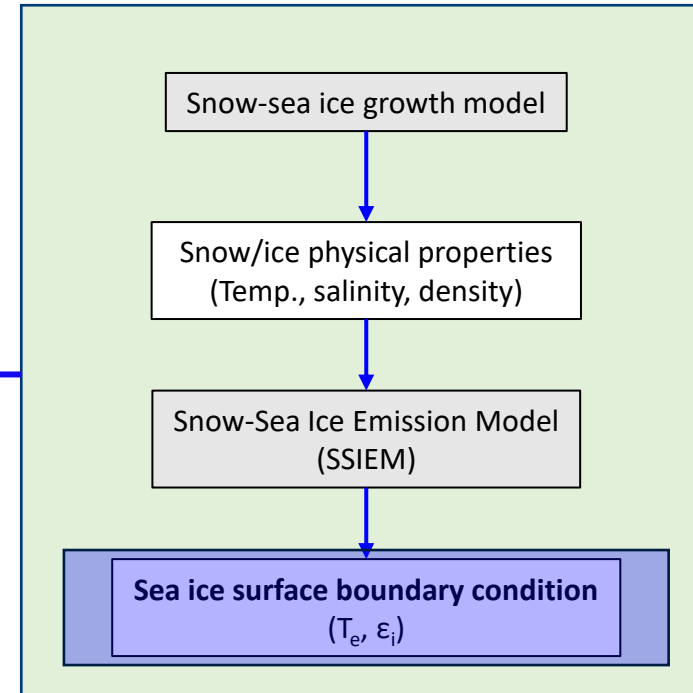 Snow-sea ice growth model
Snow/ice physical properties
(Temp., salinity, density)
Snow-Sea Ice Emission Model
(SSIEM)
Sea ice surface boundary condition
(Tₑ, εᵢ)